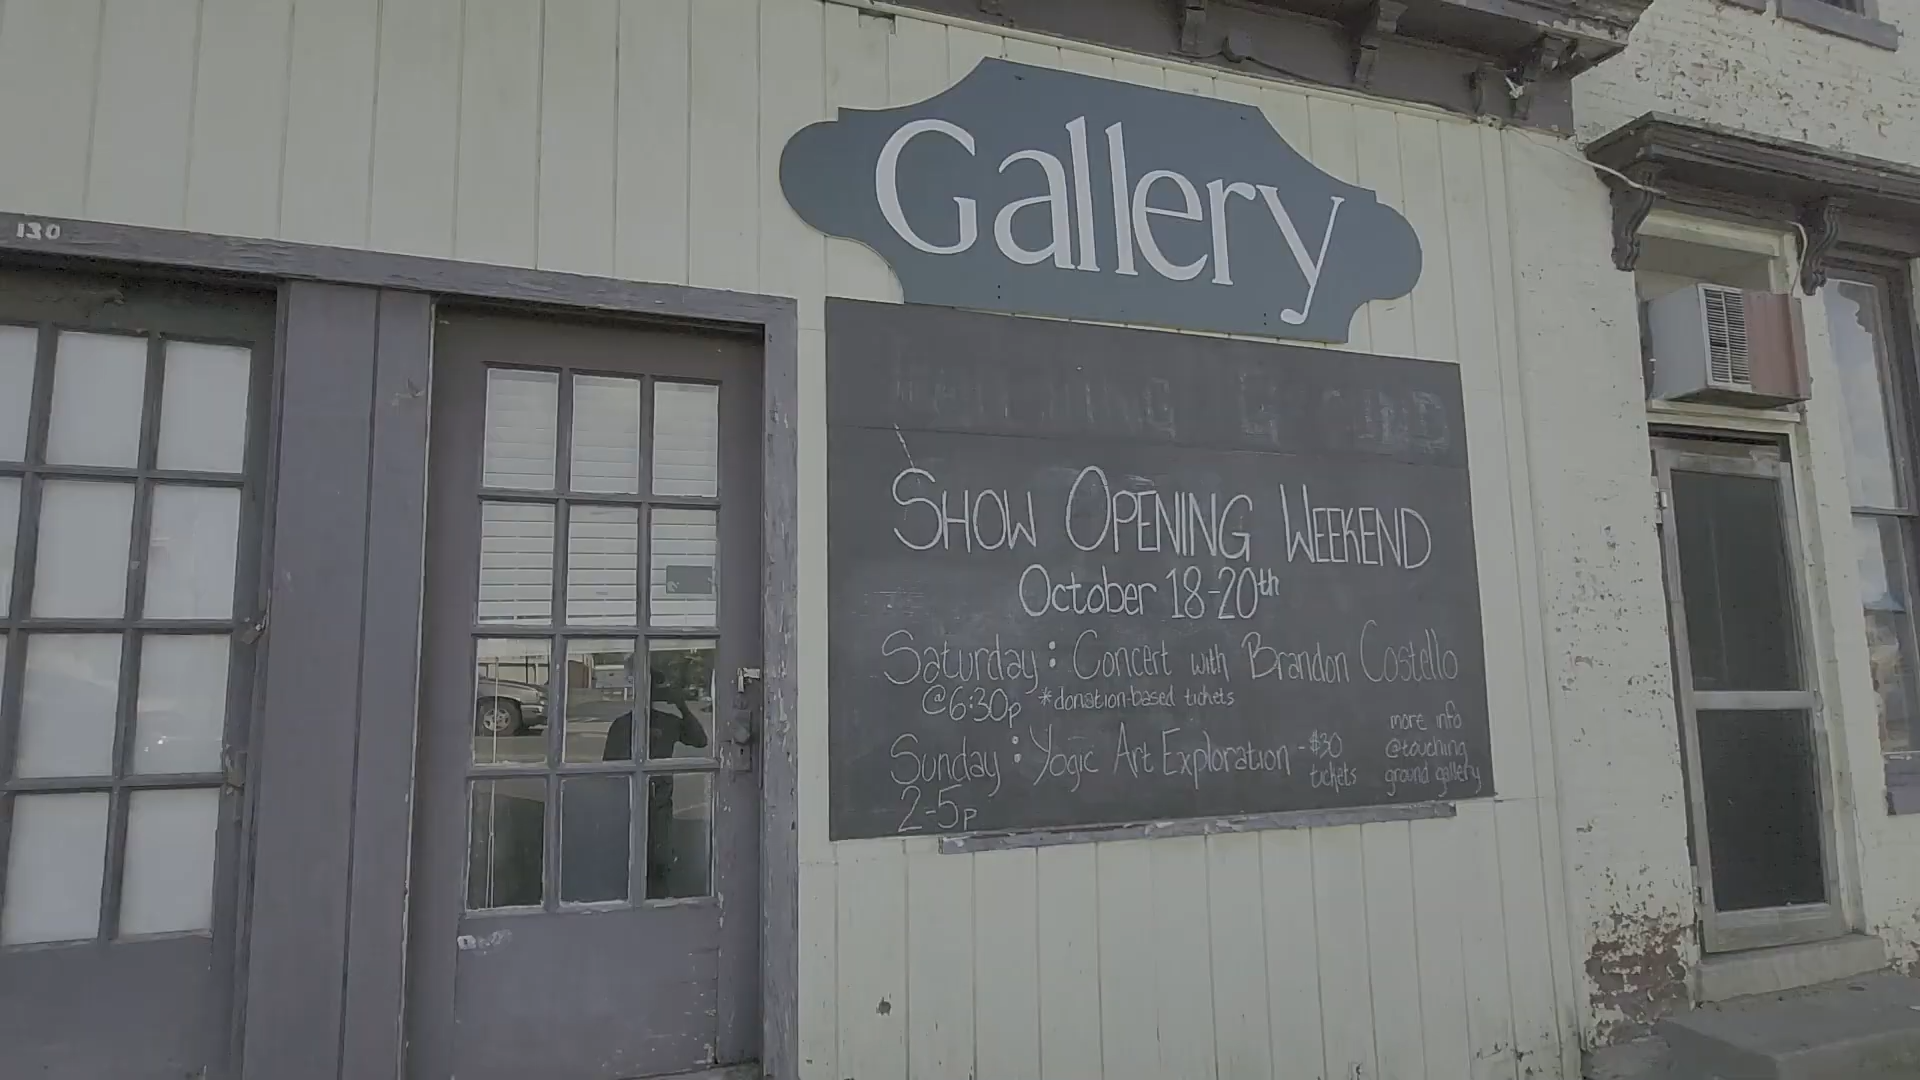 130
Gallery
SHOW OPENING WEEKEND
October 18-20th
Saturday: Concert with Brandon Costello
@6:30p *donation-based tickets
Sunday: Yogic Art Exploration - $30 tickets
2-5p
more info
@touching
ground gallery